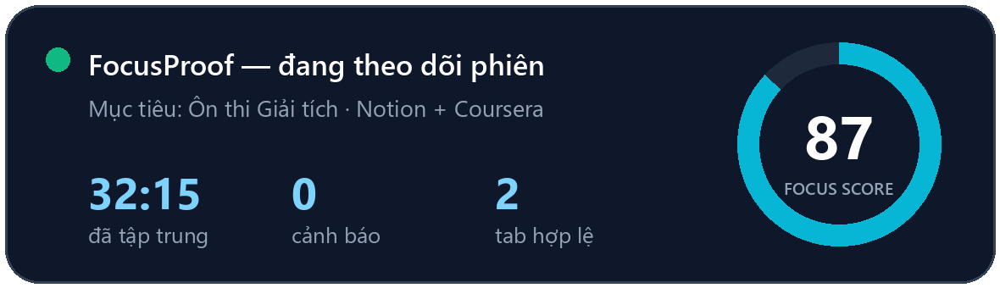 FocusProof — đang theo dõi phiên
Mục tiêu: Ôn thi Giải tích · Notion + Coursera
32:15
đã tập trung
0
cảnh báo
2
tab hợp lệ
87
FOCUS SCORE